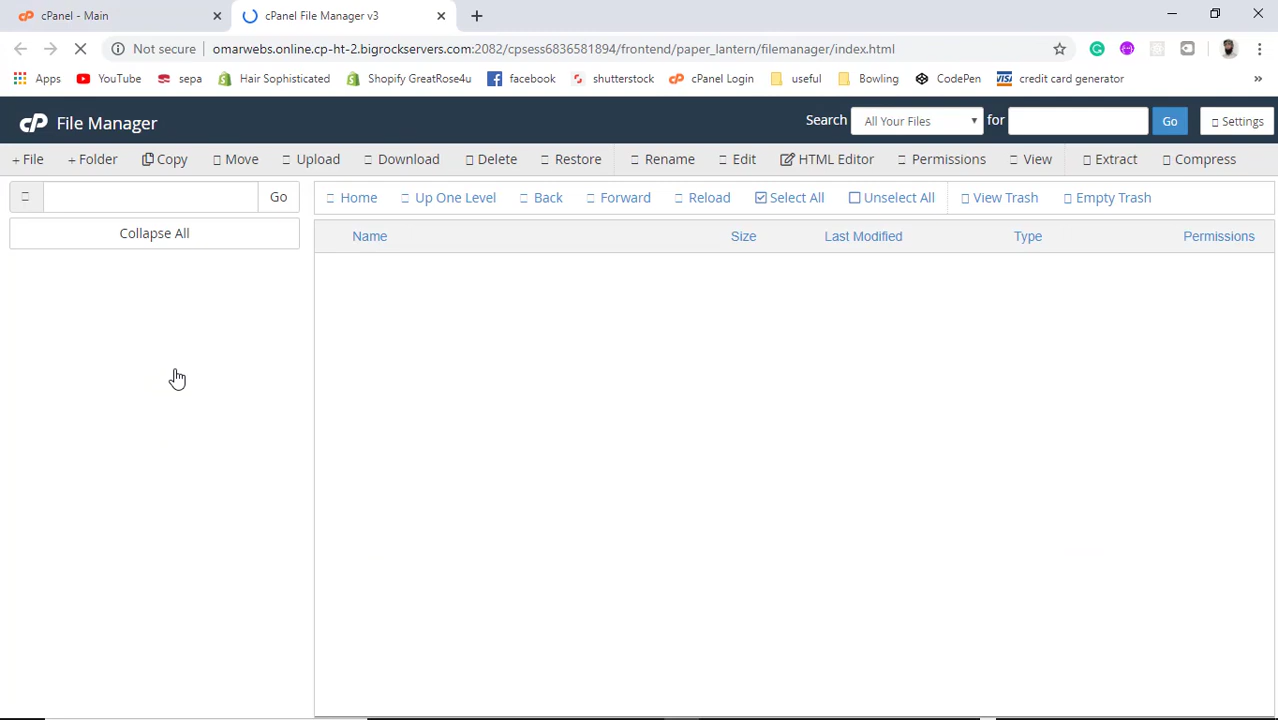 cPanel - Main
cPanel File Manager v3
Not secure
omarwebs.online.cp-ht-2.bigrockservers.com:2082/cpsess6836581894/frontend/paper_lantern/filemanager/index.html
Apps YouTube sepa Hair Sophisticated Shopify GreatRose4u facebook shutterstock cPanel Login useful Bowling CodePen VISA credit card generator »
cP File Manager
Search All Your Files for Go Settings
+ File + Folder Copy Move Upload Download Delete Restore Rename Edit HTML Editor Permissions View Extract Compress
Go
Home Up One Level Back Forward Reload Select All Unselect All View Trash Empty Trash
Collapse All
Name Size Last Modified Type Permissions